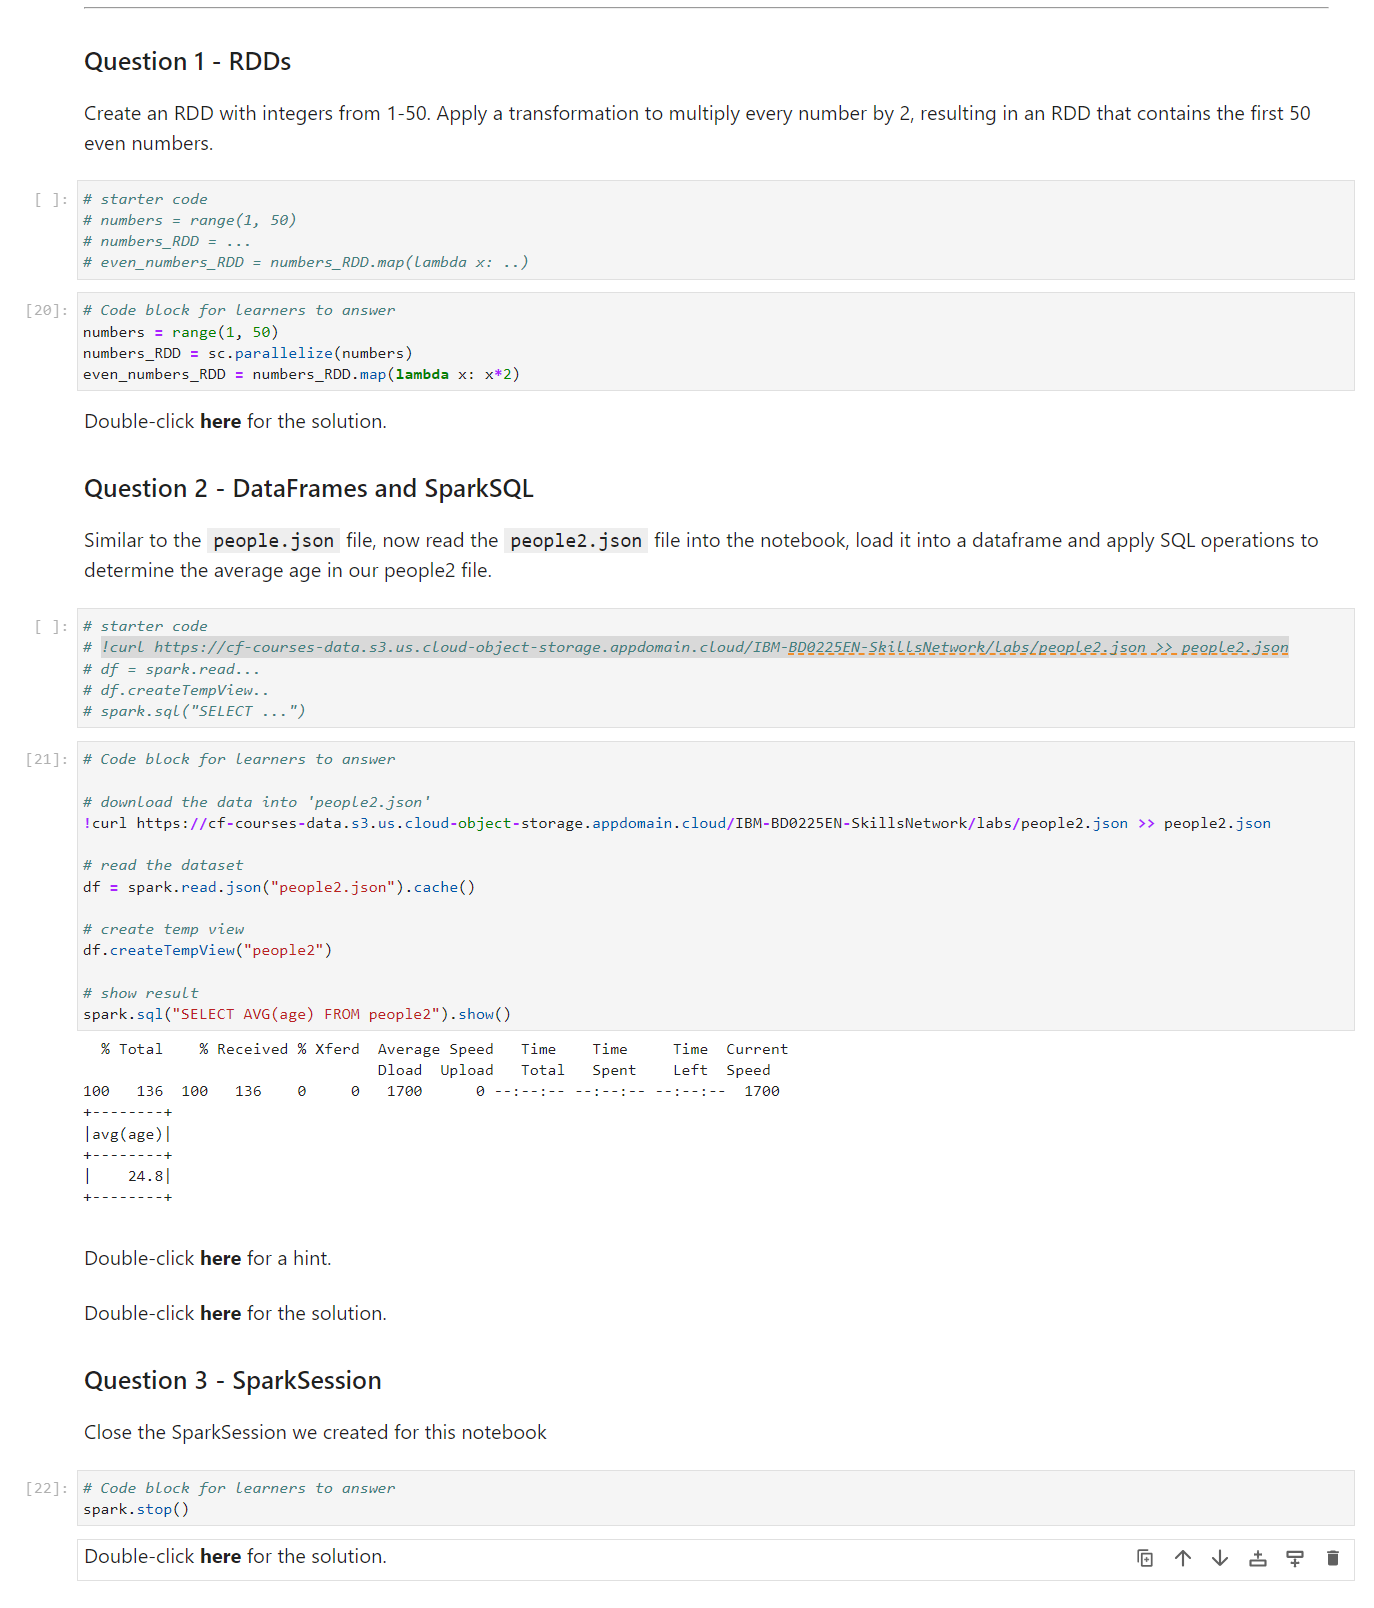 Question 1 - RDDs
Create an RDD with integers from 1-50. Apply a transformation to multiply every number by 2, resulting in an RDD that contains the first 50
even numbers.
[ ]: # starter code
# numbers = range(1, 50)
# numbers_RDD = ...
# even_numbers_RDD = numbers_RDD.map(lambda x: ..)
[20]: # Code block for learners to answer
numbers = range(1, 50)
numbers_RDD = sc.parallelize(numbers)
even_numbers_RDD = numbers_RDD.map(lambda x: x*2)
Double-click here for the solution.
Question 2 - DataFrames and SparkSQL
Similar to the people.json file, now read the people2.json file into the notebook, load it into a dataframe and apply SQL operations to
determine the average age in our people2 file.
[ ]: # starter code
# !curl https://cf-courses-data.s3.us.cloud-object-storage.appdomain.cloud/IBM-BD0225EN-SkillsNetwork/labs/people2.json >> people2.json
# df = spark.read...
# df.createTempView..
# spark.sql("SELECT ...")
[21]: # Code block for learners to answer
# download the data into 'people2.json'
!curl https://cf-courses-data.s3.us.cloud-object-storage.appdomain.cloud/IBM-BD0225EN-SkillsNetwork/labs/people2.json >> people2.json
# read the dataset
df = spark.read.json("people2.json").cache()
# create temp view
df.createTempView("people2")
# show result
spark.sql("SELECT AVG(age) FROM people2").show()
% Total % Received % Xferd Average Speed Time Time Time Current
Dload Upload Total Spent Left Speed
100 136 100 136 0 0 1700 0 --:--:-- --:--:-- --:--:-- 1700
+--------+
|avg(age)|
+--------+
| 24.8|
+--------+
Double-click here for a hint.
Double-click here for the solution.
Question 3 - SparkSession
Close the SparkSession we created for this notebook
[22]: # Code block for learners to answer
spark.stop()
Double-click here for the solution.